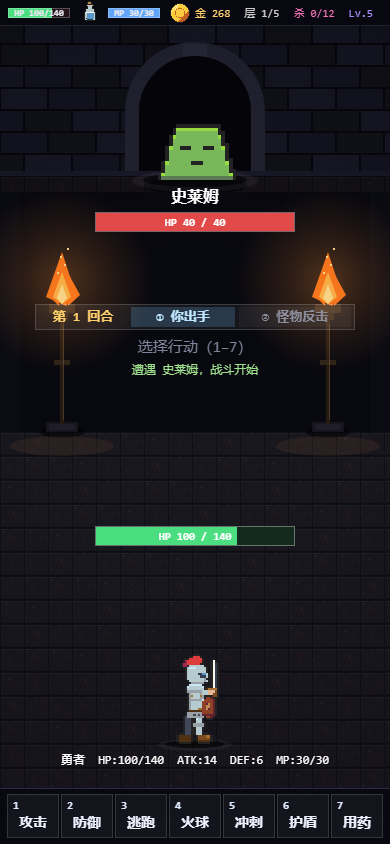 HP 100/140 MP 30/30 金 268 层 1/5 杀 0/12 Lv.5
史莱姆
HP 40 / 40
第 1 回合 ① 你出手 ② 怪物反击
选择行动 (1-7)
遭遇 史莱姆, 战斗开始
HP 100 / 140
勇者 HP:100/140 ATK:14 DEF:6 MP:30/30
1 2 3 4 5 6 7
攻击 防御 逃跑 火球 冲刺 护盾 用药